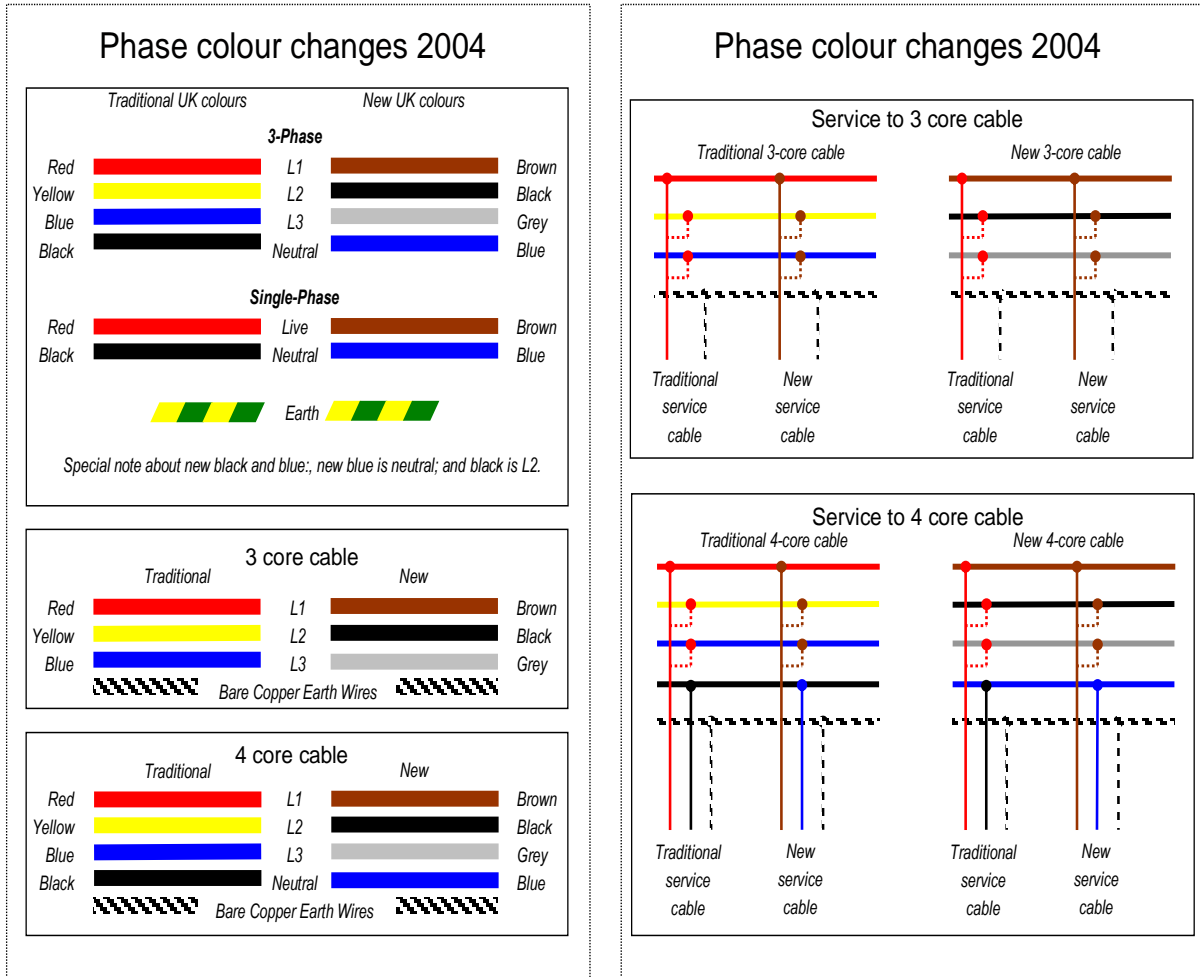 Phase colour changes 2004
Traditional UK colours New UK colours
3-Phase
Red L1 Brown
Yellow L2 Black
Blue L3 Grey
Black Neutral Blue
Single-Phase
Red Live Brown
Black Neutral Blue
Earth
Special note about new black and blue:, new blue is neutral; and black is L2.
3 core cable
Traditional New
Red L1 Brown
Yellow L2 Black
Blue L3 Grey
Bare Copper Earth Wires
4 core cable
Traditional New
Red L1 Brown
Yellow L2 Black
Blue L3 Grey
Black Neutral Blue
Bare Copper Earth Wires
Phase colour changes 2004
Service to 3 core cable
Traditional 3-core cable New 3-core cable
Traditional New Traditional New
service service service service
cable cable cable cable
Service to 4 core cable
Traditional 4-core cable New 4-core cable
Traditional New Traditional New
service service service service
cable cable cable cable